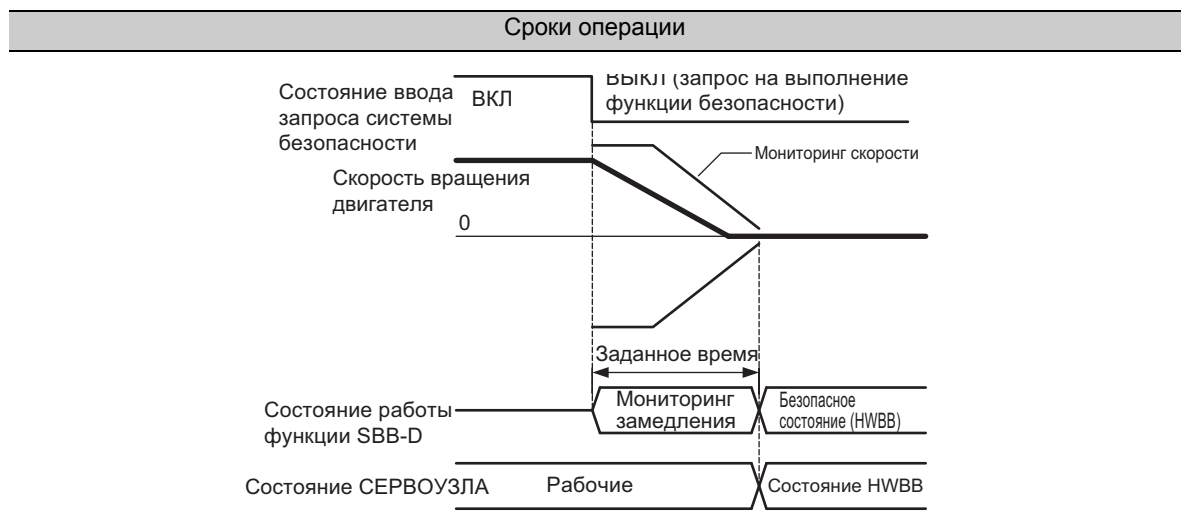 Сроки операции
Состояние ввода
запроса системы
безопасности
ВКЛ
ВЫКЛ (запрос на выполнение
функции безопасности)
Мониторинг скорости
Скорость вращения
двигателя
0
Заданное время
Состояние работы
функции SBB-D
Мониторинг
замедления
Безопасное
состояние (HWBB)
Состояние СЕРВОУЗЛА
Рабочие
Состояние HWBB